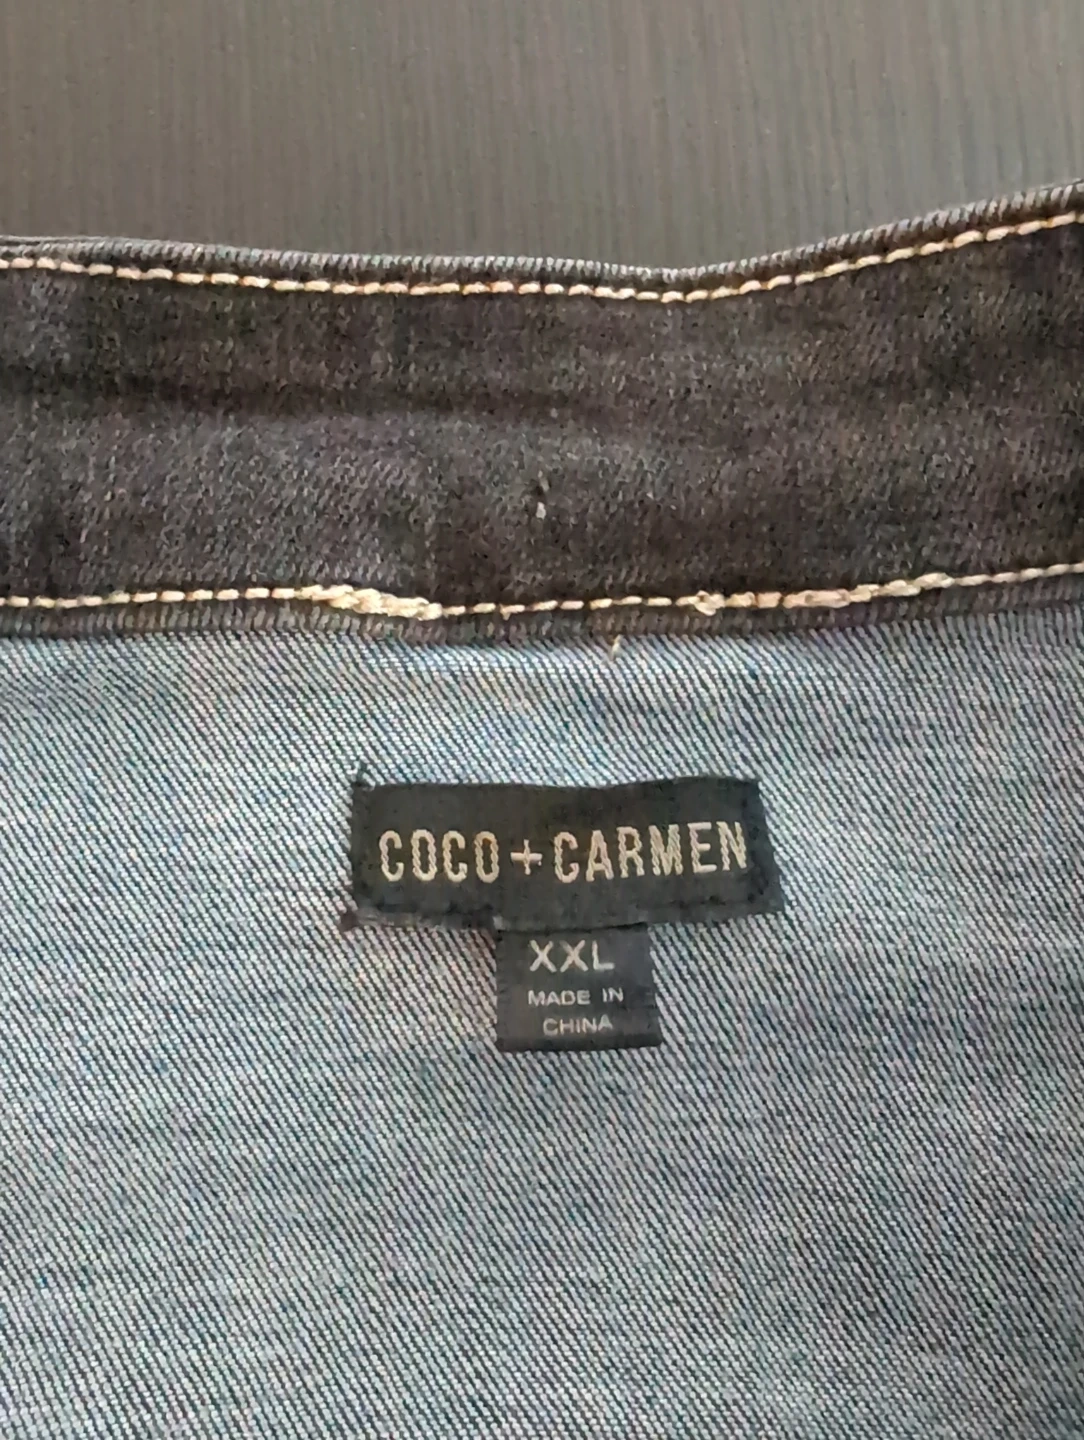 COCO + CARMEN
XXL
MADE IN
CHINA